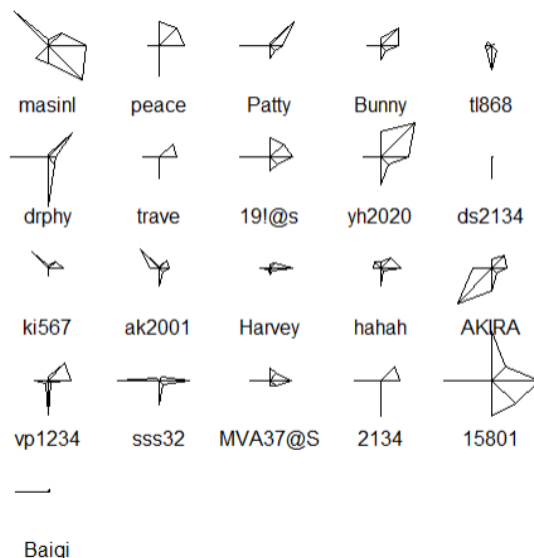 masinl peace Patty Bunny tl868
drphy trave 19!@s yh2020 ds2134
ki567 ak2001 Harvey hahah AKIRA
vp1234 sss32 MVA37@S 2134 15801
Baiqi